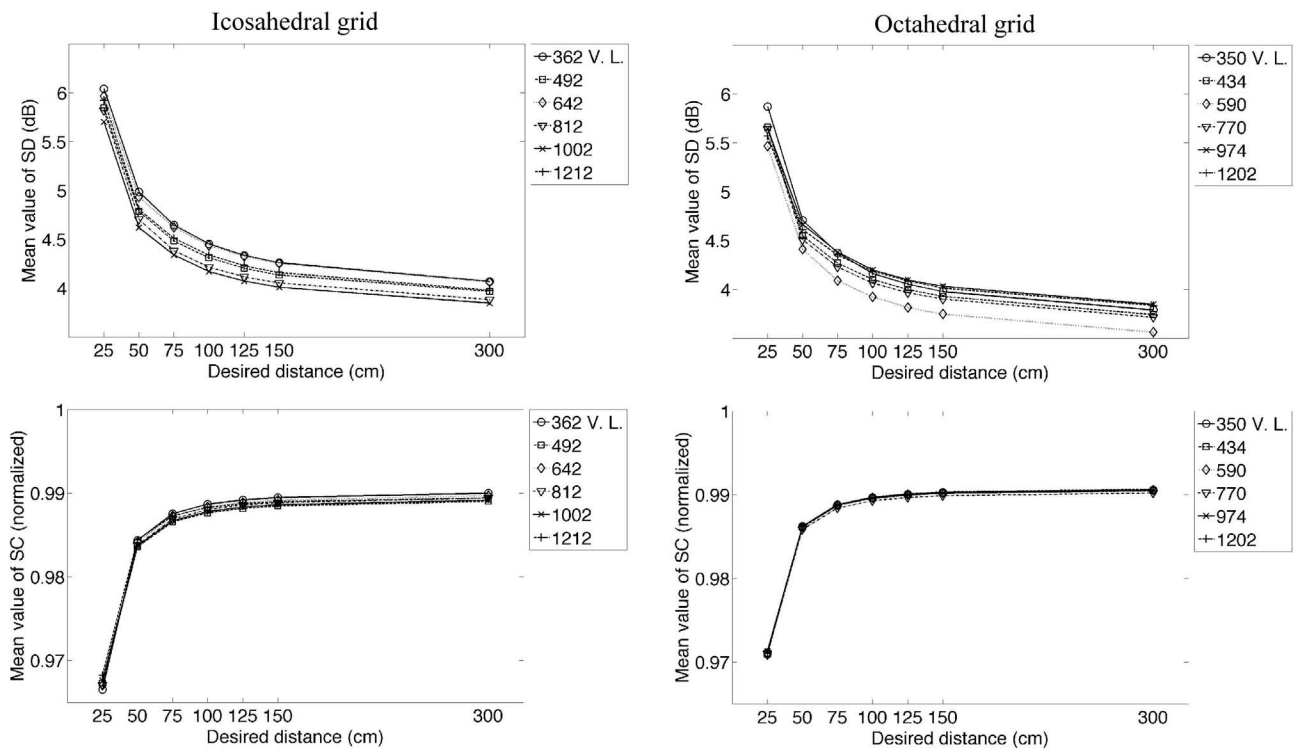 Icosahedral grid
Mean value of SD (dB)
6
5.5
5
4.5
4
25 50 75 100 125 150 300
Desired distance (cm)
362 V. L.
492
642
812
1002
1212
Octahedral grid
Mean value of SD (dB)
6
5.5
5
4.5
4
25 50 75 100 125 150 300
Desired distance (cm)
350 V. L.
434
590
770
974
1202
Mean value of SC (normalized)
1
0.99
0.98
0.97
25 50 75 100 125 150 300
Desired distance (cm)
362 V. L.
492
642
812
1002
1212
Mean value of SC (normalized)
1
0.99
0.98
0.97
25 50 75 100 125 150 300
Desired distance (cm)
350 V. L.
434
590
770
974
1202